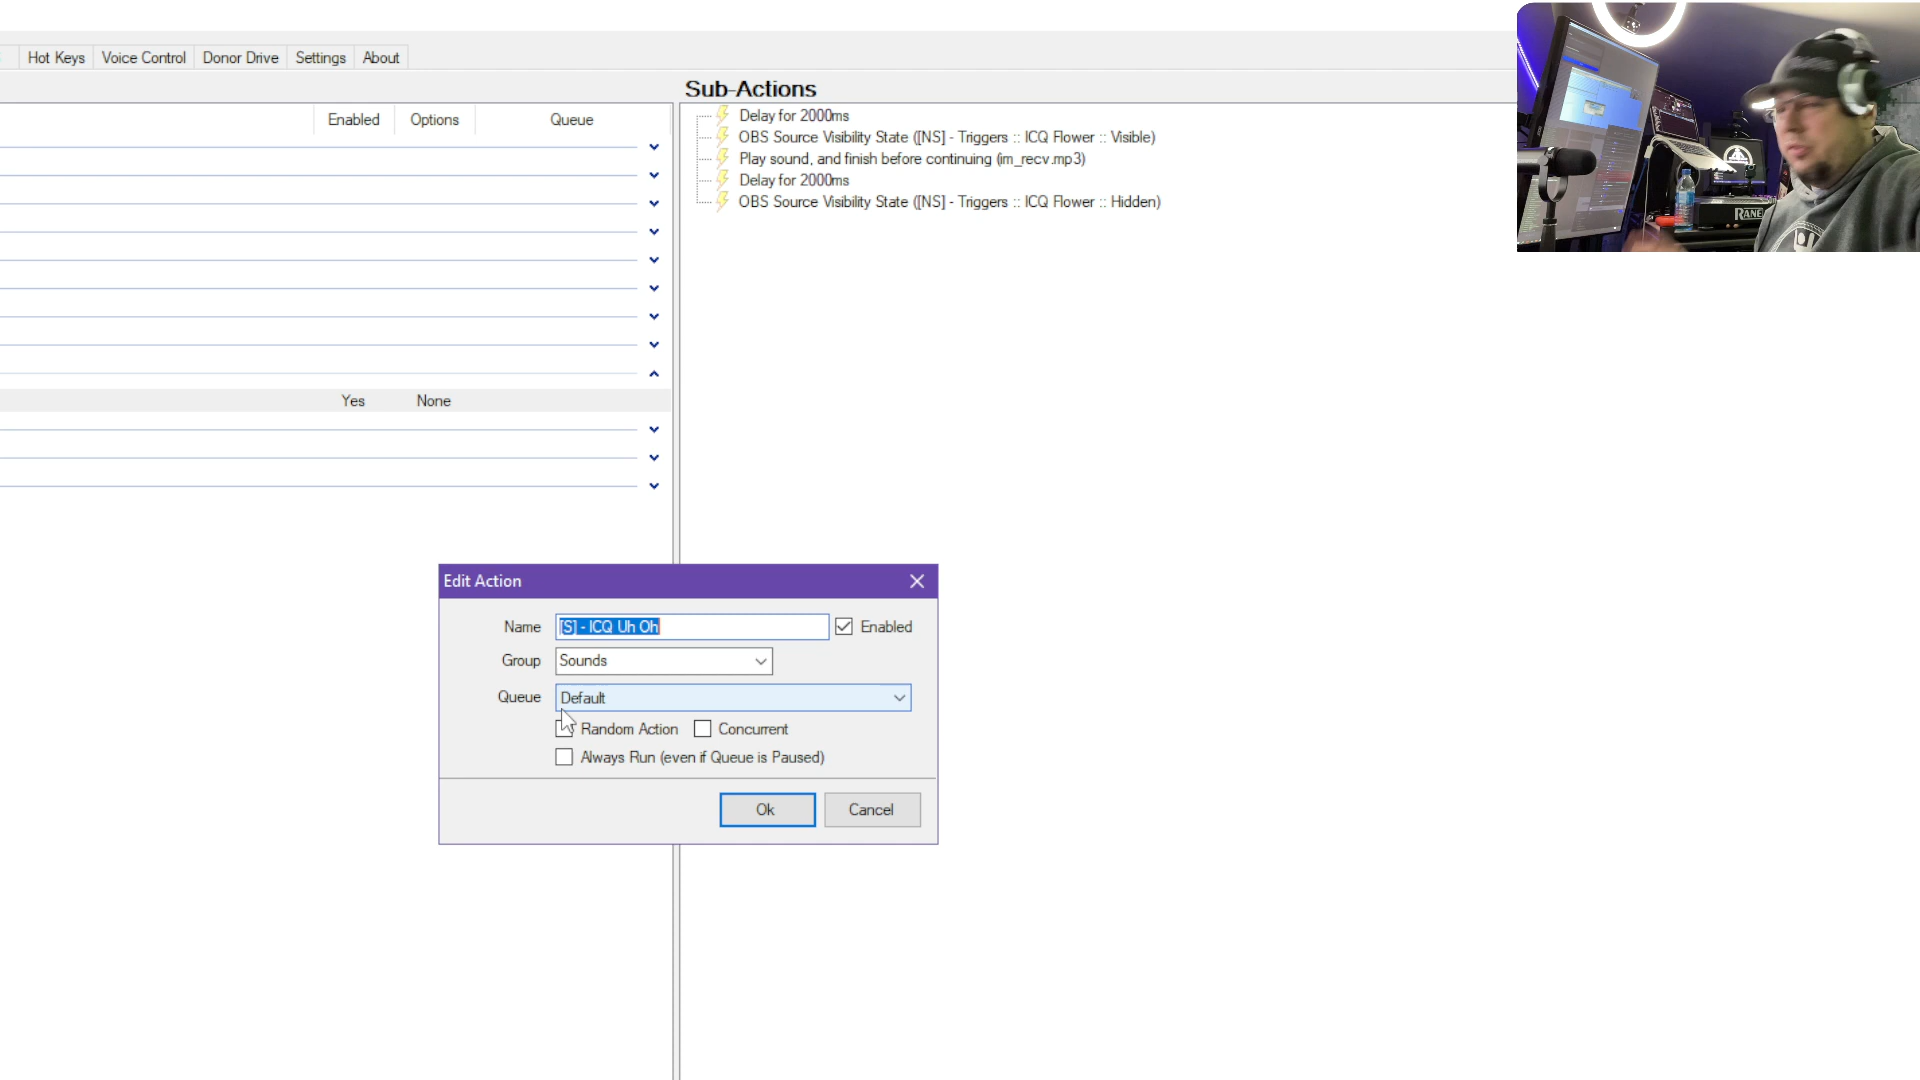 Hot Keys Voice Control Donor Drive Settings About
Sub-Actions
Enabled Options Queue
Delay for 2000ms
OBS Source Visibility State ([NS] - Triggers :: ICQ Flower :: Visible)
Play sound, and finish before continuing (im_recv.mp3)
Delay for 2000ms
OBS Source Visibility State ([NS] - Triggers :: ICQ Flower :: Hidden)
Yes None
Edit Action
Name [S] - ICQ Uh Oh Enabled
Group Sounds
Queue Default
Random Action Concurrent
Always Run (even if Queue is Paused)
Ok Cancel
RANE